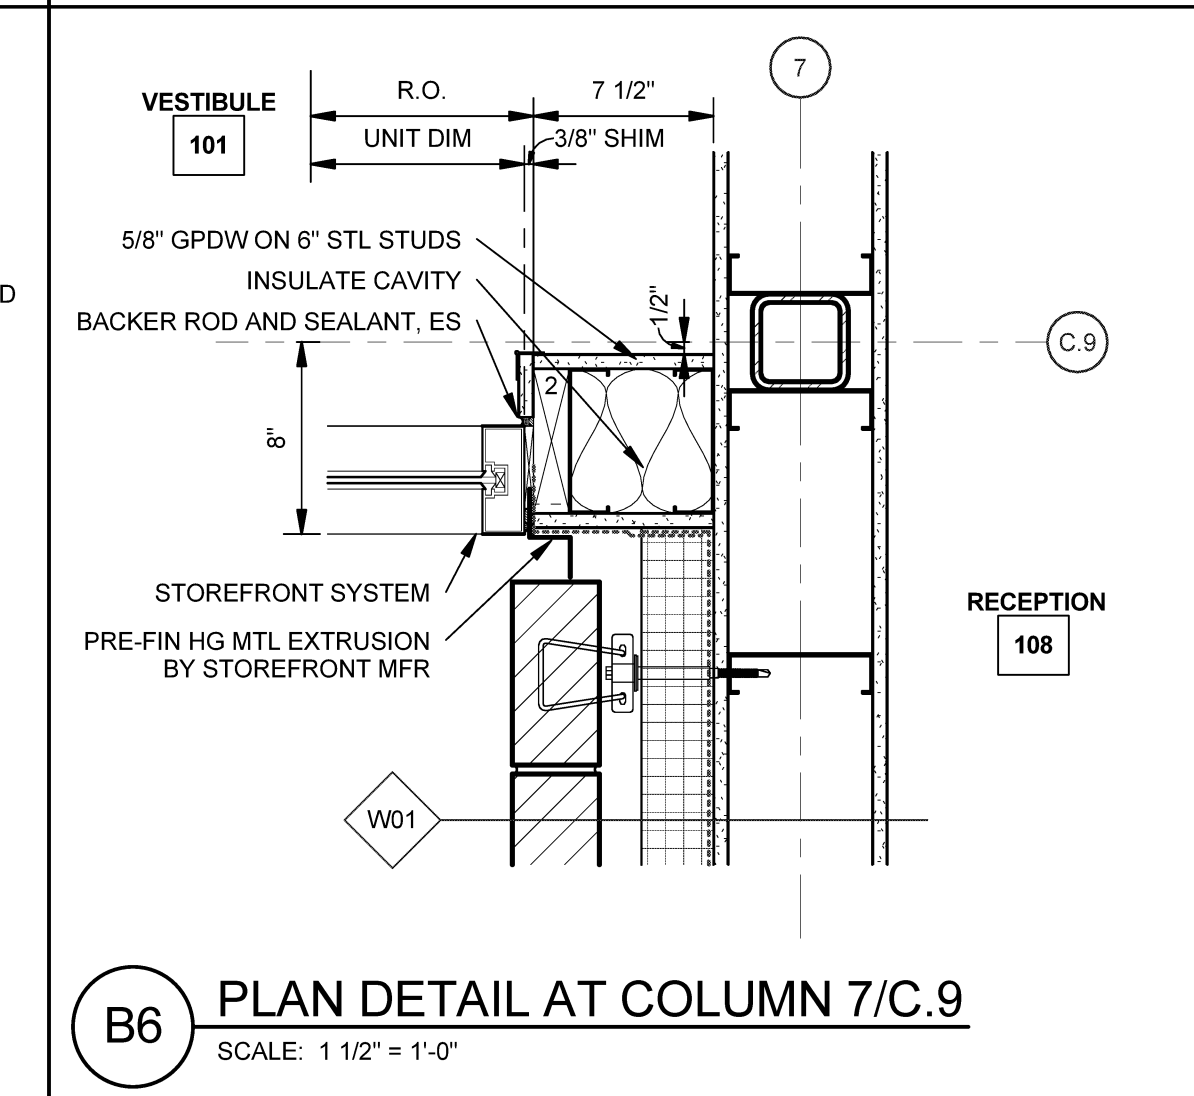 7
R.O.
7 1/2"
VESTIBULE
101
UNIT DIM
3/8" SHIM
5/8" GPDW ON 6" STL STUDS
INSULATE CAVITY
D
BACKER ROD AND SEALANT, ES
1/2"
C.9
2
8"
STOREFRONT SYSTEM
PRE-FIN HG MTL EXTRUSION
BY STOREFRONT MFR
RECEPTION
108
W01
B6
PLAN DETAIL AT COLUMN 7/C.9
SCALE: 1 1/2" = 1'-0"